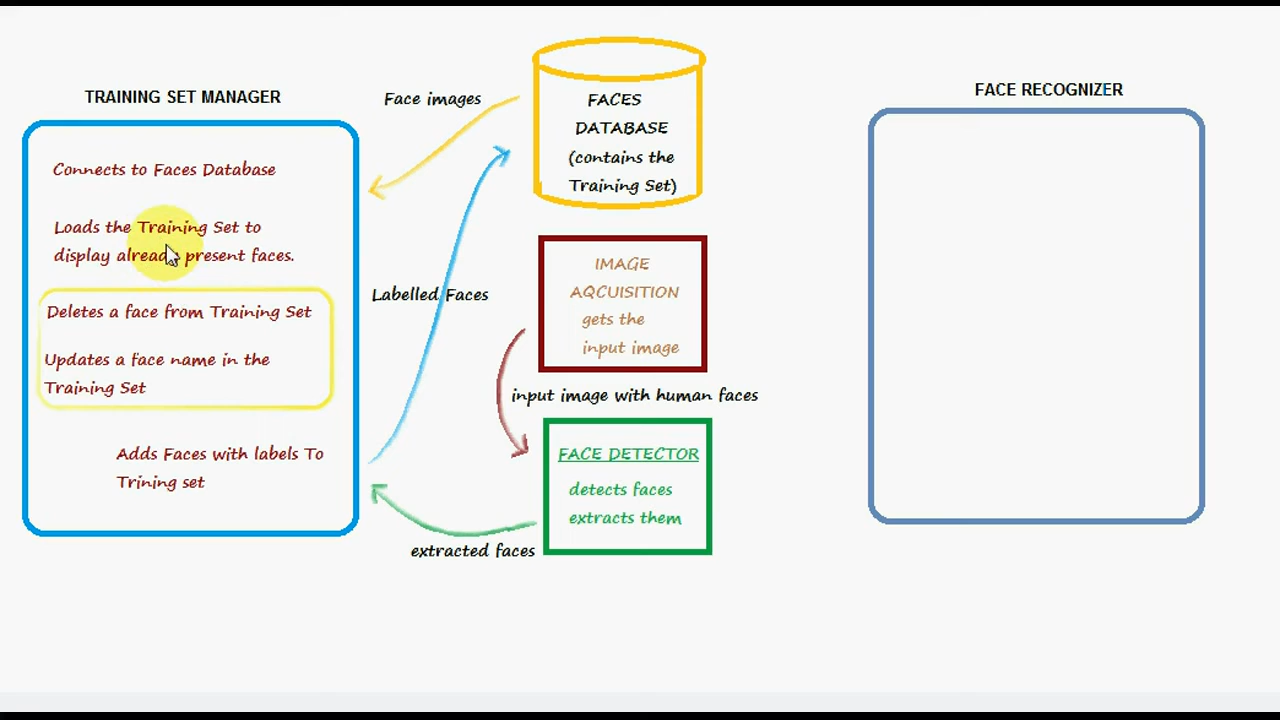 TRAINING SET MANAGER
Connects to Faces Database
Loads the Training Set to
display already present faces.
Deletes a face from Training Set
Updates a face name in the
Training Set
Adds Faces with labels To
Trining set
Face images
Labelled Faces
FACES
DATABASE
(contains the
Training Set)
IMAGE
AQCUISITION
gets the
input image
input image with human faces
FACE DETECTOR
detects faces
extracts them
extracted faces
FACE RECOGNIZER